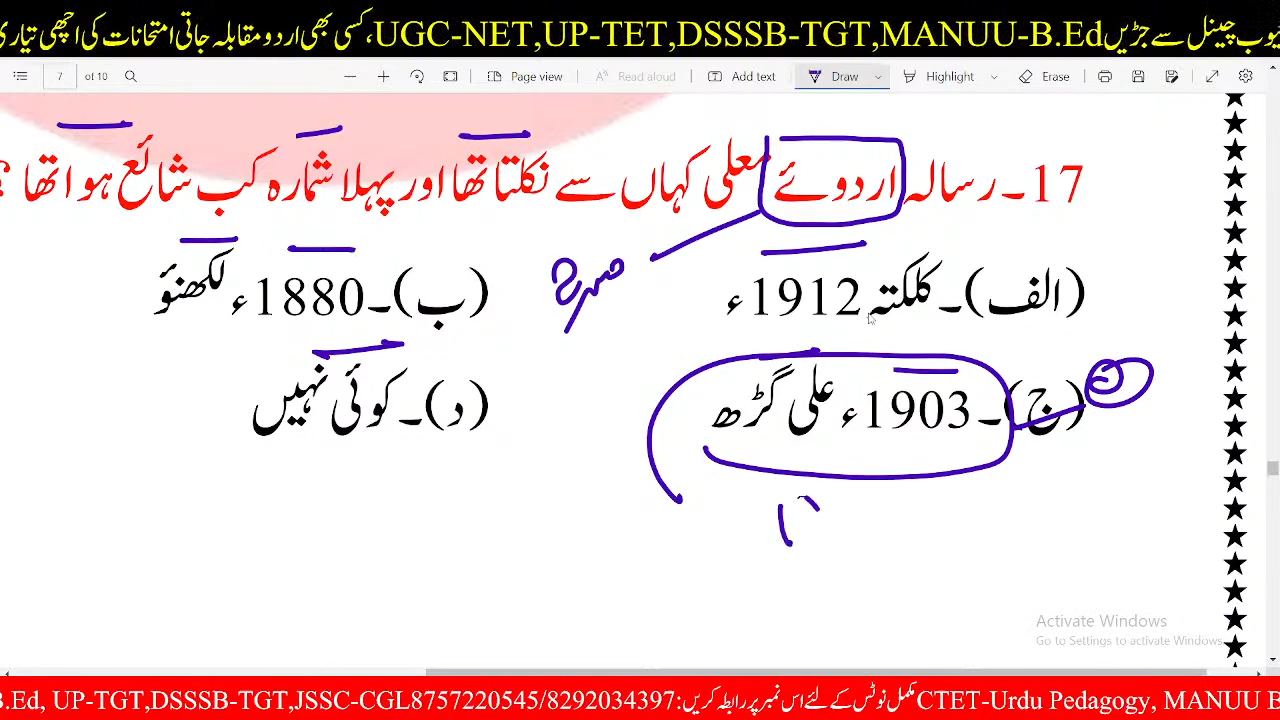 یوب چینل سے جڑیں UGC-NET,UP-TET,DSSSB-TGT,MANUU-B.Ed،کسی بھی اردو مقابلہ جاتی امتحانات کی اچھی تیاری
7 of 10 Page view Read aloud Add text Draw Highlight Erase
17۔رسالہ اردوئے معلی کہاں سے نکلتا تھا اور پہلا شمارہ کب شائع ہوا تھا ؟
(الف)۔کلکتہ 1912ء (ب)۔1880ء لکھنؤ
(ج)۔1903ء علی گڑھ (د)۔کوئی نہیں
Activate Windows
Go to Settings to activate Windows.
B.Ed, UP-TGT,DSSSB-TGT,JSSC-CGL8757220545/8292034397:مکمل نوٹس کے لئے اس نمبر پر رابطہ کریں CTET-Urdu Pedagogy, MANUU B